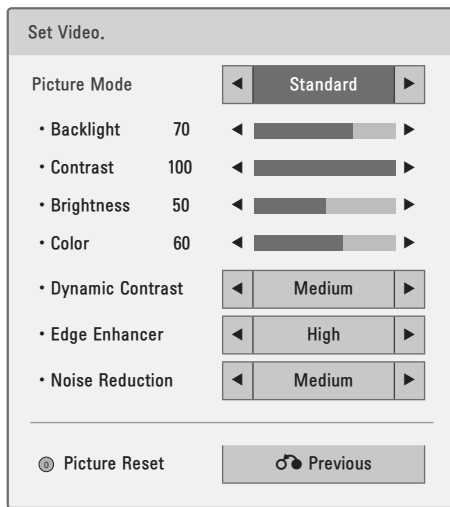 Set Video.
Picture Mode ◀ Standard ▶
• Backlight 70 ◀ ▶
• Contrast 100 ◀ ▶
• Brightness 50 ◀ ▶
• Color 60 ◀ ▶
• Dynamic Contrast ◀ Medium ▶
• Edge Enhancer ◀ High ▶
• Noise Reduction ◀ Medium ▶
0 Picture Reset Previous